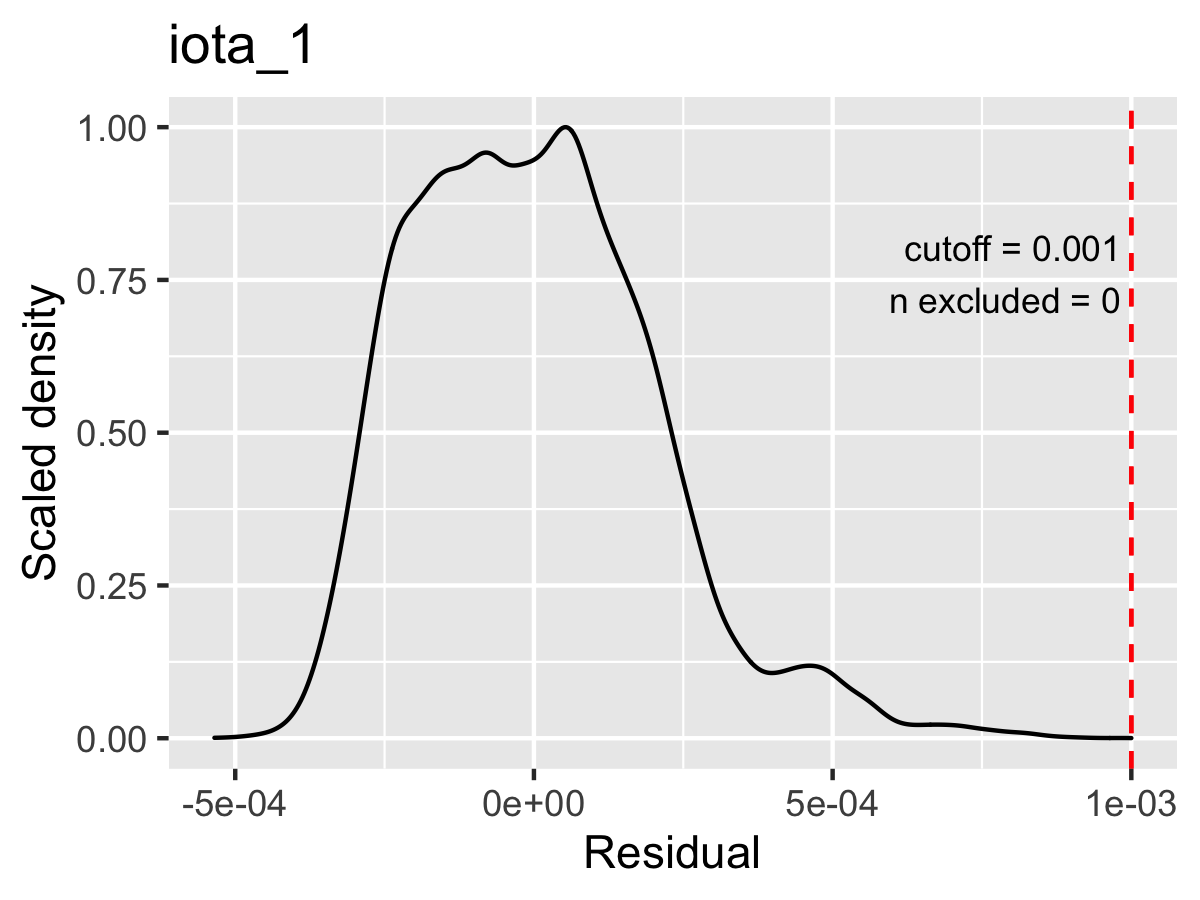 iota_1
1.00
0.75
0.50
0.25
0.00
Scaled density
cutoff = 0.001
n excluded = 0
-5e-04
0e+00
5e-04
1e-03
Residual